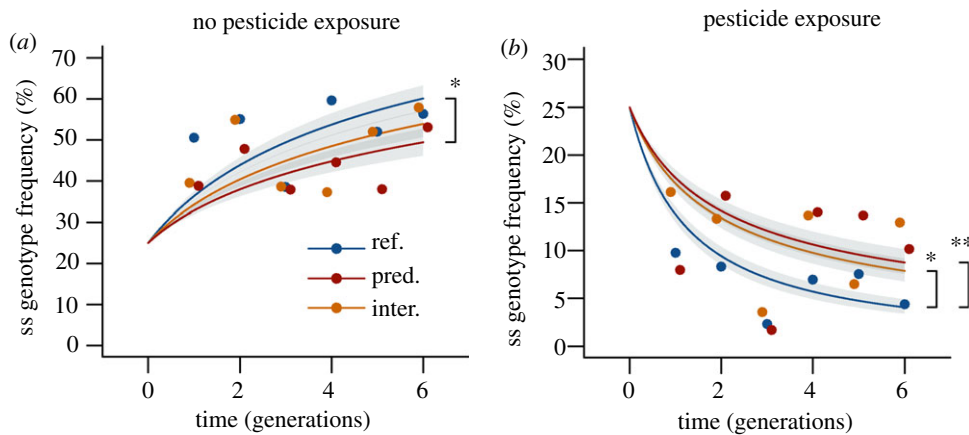 no pesticide exposure
(a)
ss genotype frequency (%)
70
60
50
40
30
20
10
0
*
ref.
pred.
inter.
0 2 4 6
time (generations)
pesticide exposure
(b)
ss genotype frequency (%)
30
25
20
15
10
5
0
* **
0 2 4 6
time (generations)